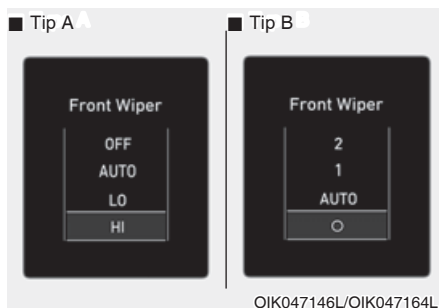 ■ Tip A
Front Wiper
OFF
AUTO
LO
HI
■ Tip B
Front Wiper
2
1
AUTO
O
OIK047146L/OIK047164L